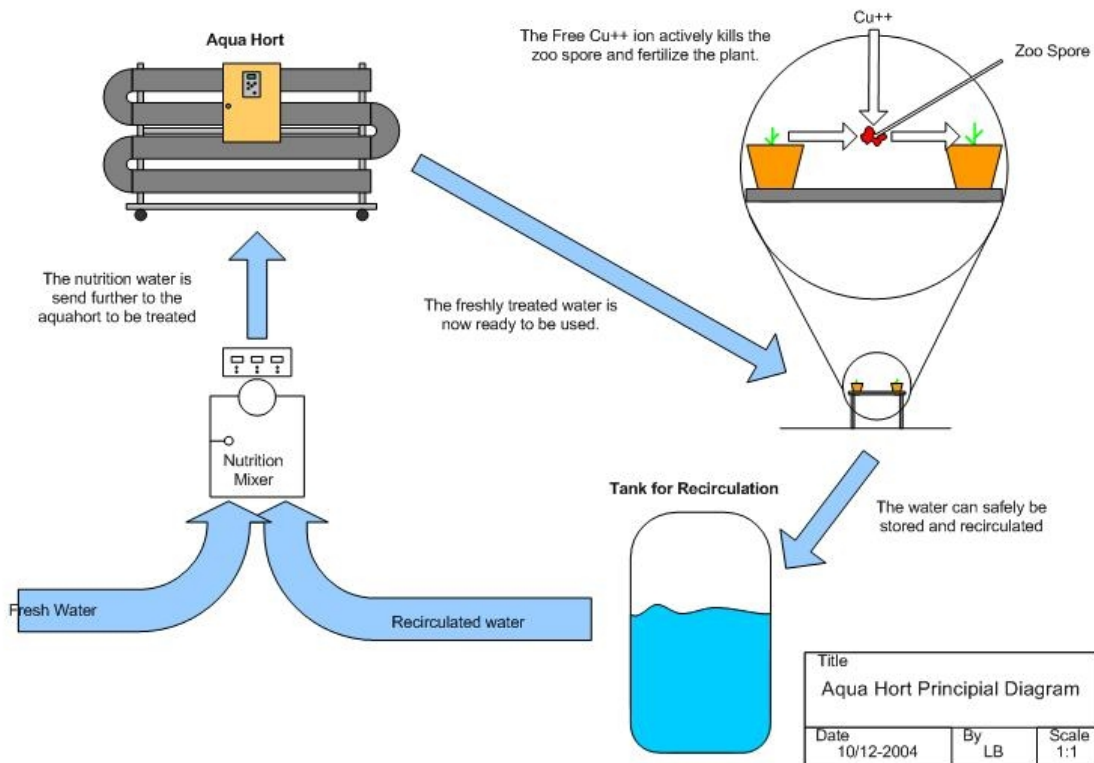 Aqua Hort
The Free Cu++ ion actively kills the
zoo spore and fertilize the plant.
Cu++
Zoo Spore
The nutrition water is
send further to the
aquahort to be treated
The freshly treated water is
now ready to be used.
Nutrition
Mixer
Tank for Recirculation
The water can safely be
stored and recirculated
Fresh Water
Recirculated water
Title
Aqua Hort Principial Diagram
Date
10/12-2004
By
LB
Scale
1:1